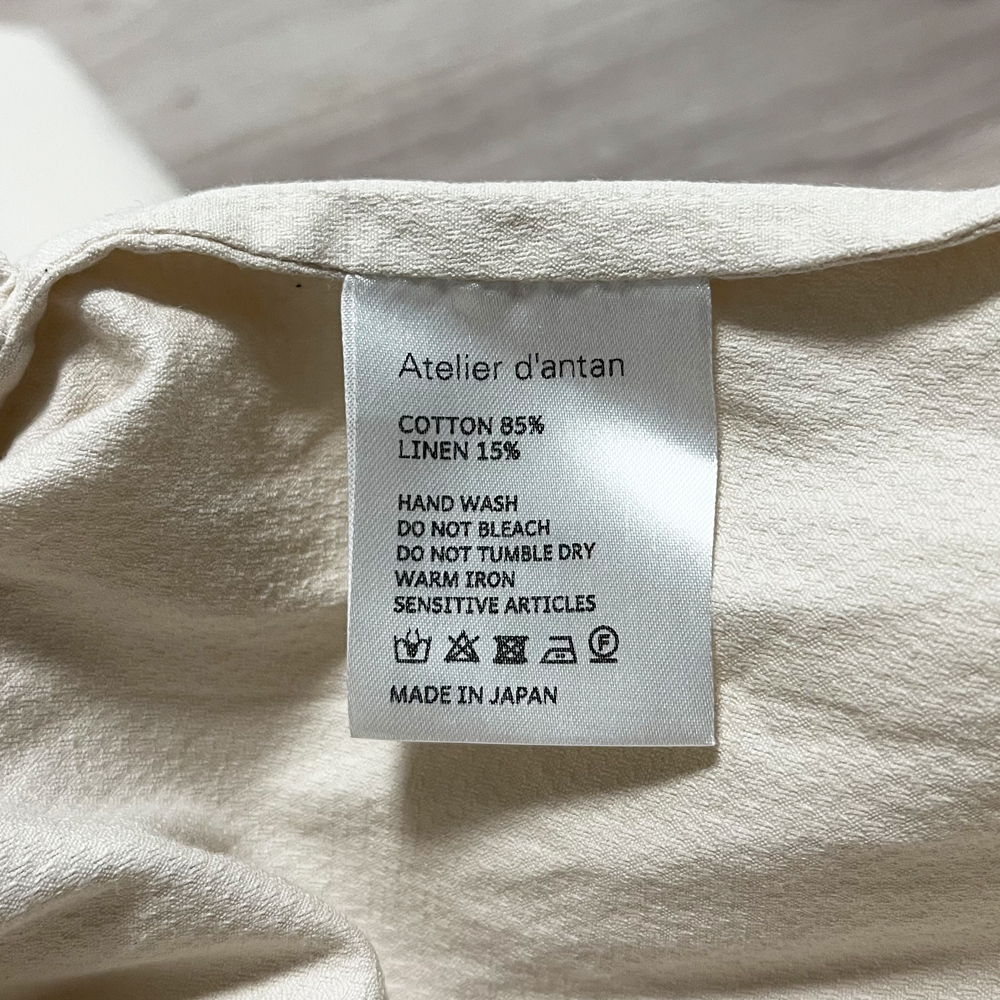 Atelier d'antan
COTTON 85%
LINEN 15%
HAND WASH
DO NOT BLEACH
DO NOT TUMBLE DRY
WARM IRON
SENSITIVE ARTICLES
F
MADE IN JAPAN